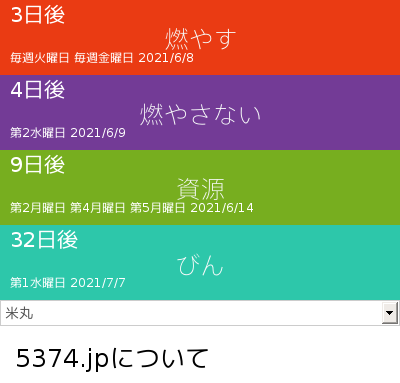 3日後
燃やす
毎週火曜日 毎週金曜日 2021/6/8
4日後
燃やさない
第2水曜日 2021/6/9
9日後
資源
第2月曜日 第4月曜日 第5月曜日 2021/6/14
32日後
びん
第1水曜日 2021/7/7
米丸
5374.jpについて